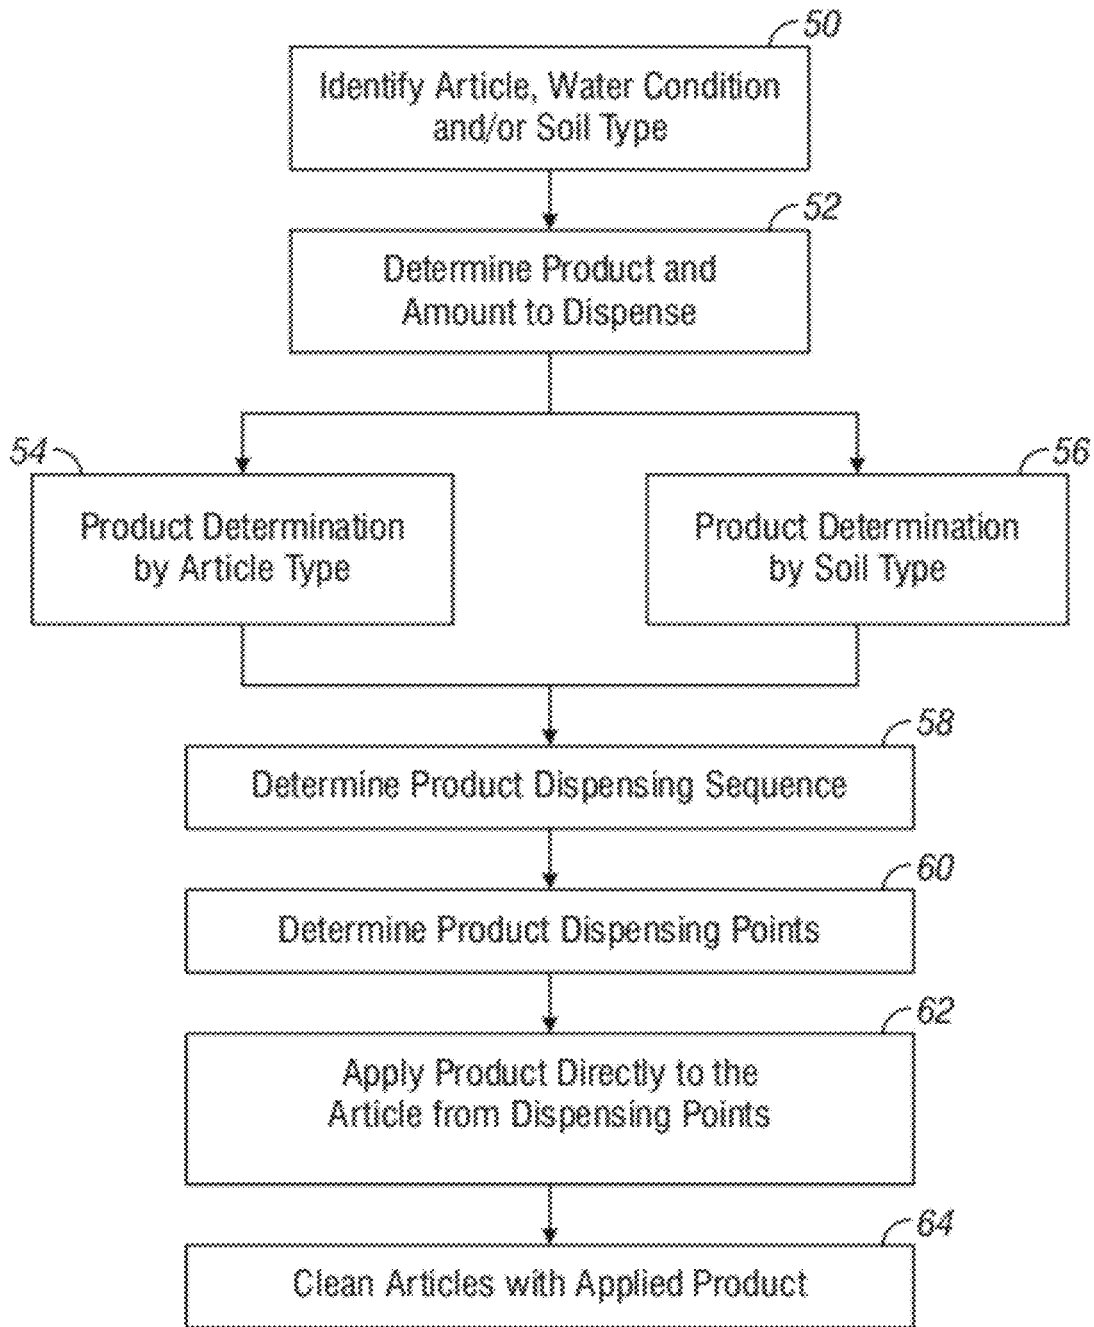 50
Identify Article, Water Condition
and/or Soil Type
52
Determine Product and
Amount to Dispense
54
Product Determination
by Article Type
56
Product Determination
by Soil Type
58
Determine Product Dispensing Sequence
60
Determine Product Dispensing Points
62
Apply Product Directly to the
Article from Dispensing Points
64
Clean Articles with Applied Product